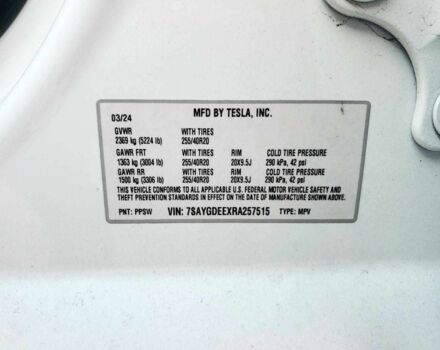 03/24 MFD BY TESLA, INC.
GVWR WITH TIRES
2369 kg (5224 lb) 255/40R20
GAWR FRT WITH TIRES RIM COLD TIRE PRESSURE
1363 kg (3004 lb) 255/40R20 20X9.5J 290 kPa, 42 psi
GAWR RR WITH TIRES RIM COLD TIRE PRESSURE
1500 kg (3306 lb) 255/40R20 20X9.5J 290 kPa, 42 psi
THIS VEHICLE CONFORMS TO ALL APPLICABLE U.S. FEDERAL MOTOR VEHICLE SAFETY AND
THEFT PREVENTION STANDARDS IN EFFECT ON THE DATE OF MANUFACTURE SHOWN ABOVE.
PNT: PPSW VIN: 7SAYGDEEXRA257515 TYPE: MPV